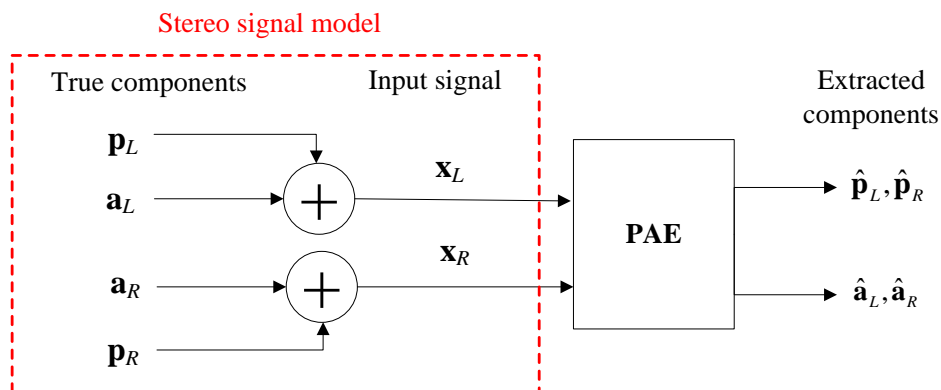 Stereo signal model
True components
Input signal
Extracted
components
p_L
a_L
+
x_L
a_R
+
x_R
p_R
PAE
p̂_L, p̂_R
â_L, â_R